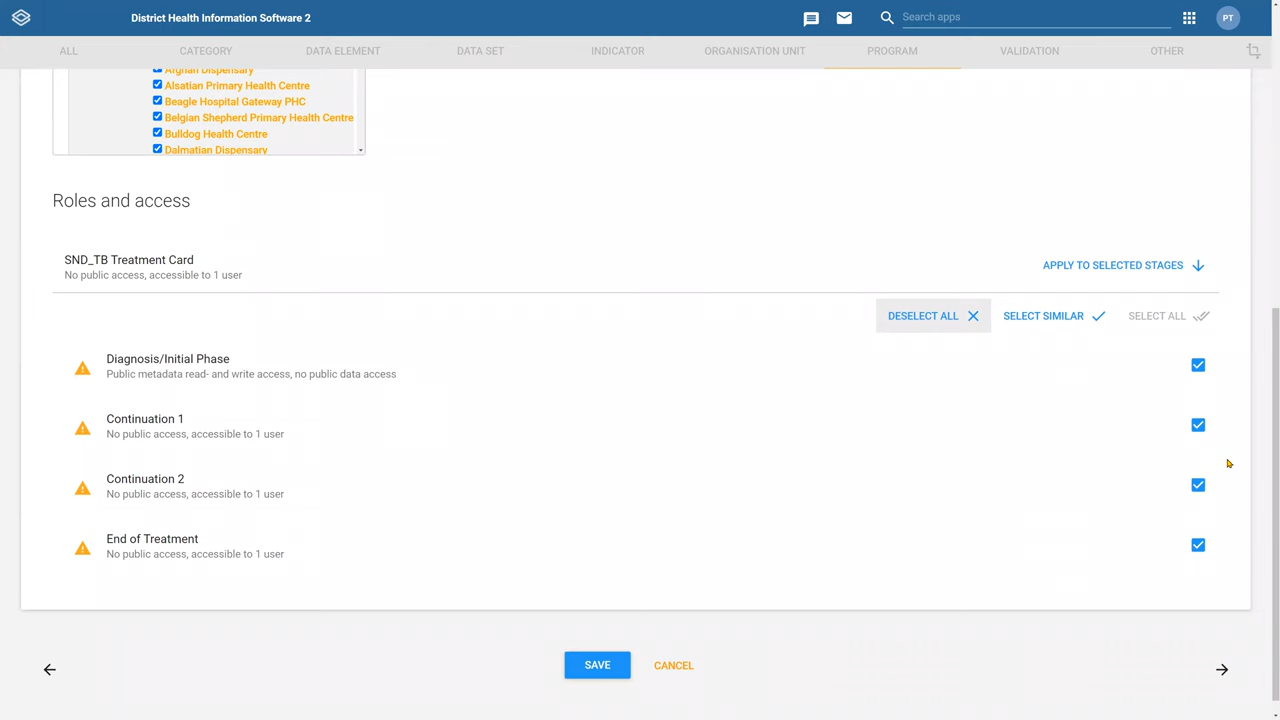 District Health Information Software 2
Search apps
PT
ALL
CATEGORY
DATA ELEMENT
DATA SET
INDICATOR
ORGANISATION UNIT
PROGRAM
VALIDATION
OTHER
Afghan Dispensary
Alsatian Primary Health Centre
Beagle Hospital Gateway PHC
Belgian Shepherd Primary Health Centre
Bulldog Health Centre
Dalmatian Dispensary
Roles and access
SND_TB Treatment Card
No public access, accessible to 1 user
APPLY TO SELECTED STAGES
DESELECT ALL
SELECT SIMILAR
SELECT ALL
Diagnosis/Initial Phase
Public metadata read- and write access, no public data access
Continuation 1
No public access, accessible to 1 user
Continuation 2
No public access, accessible to 1 user
End of Treatment
No public access, accessible to 1 user
SAVE
CANCEL